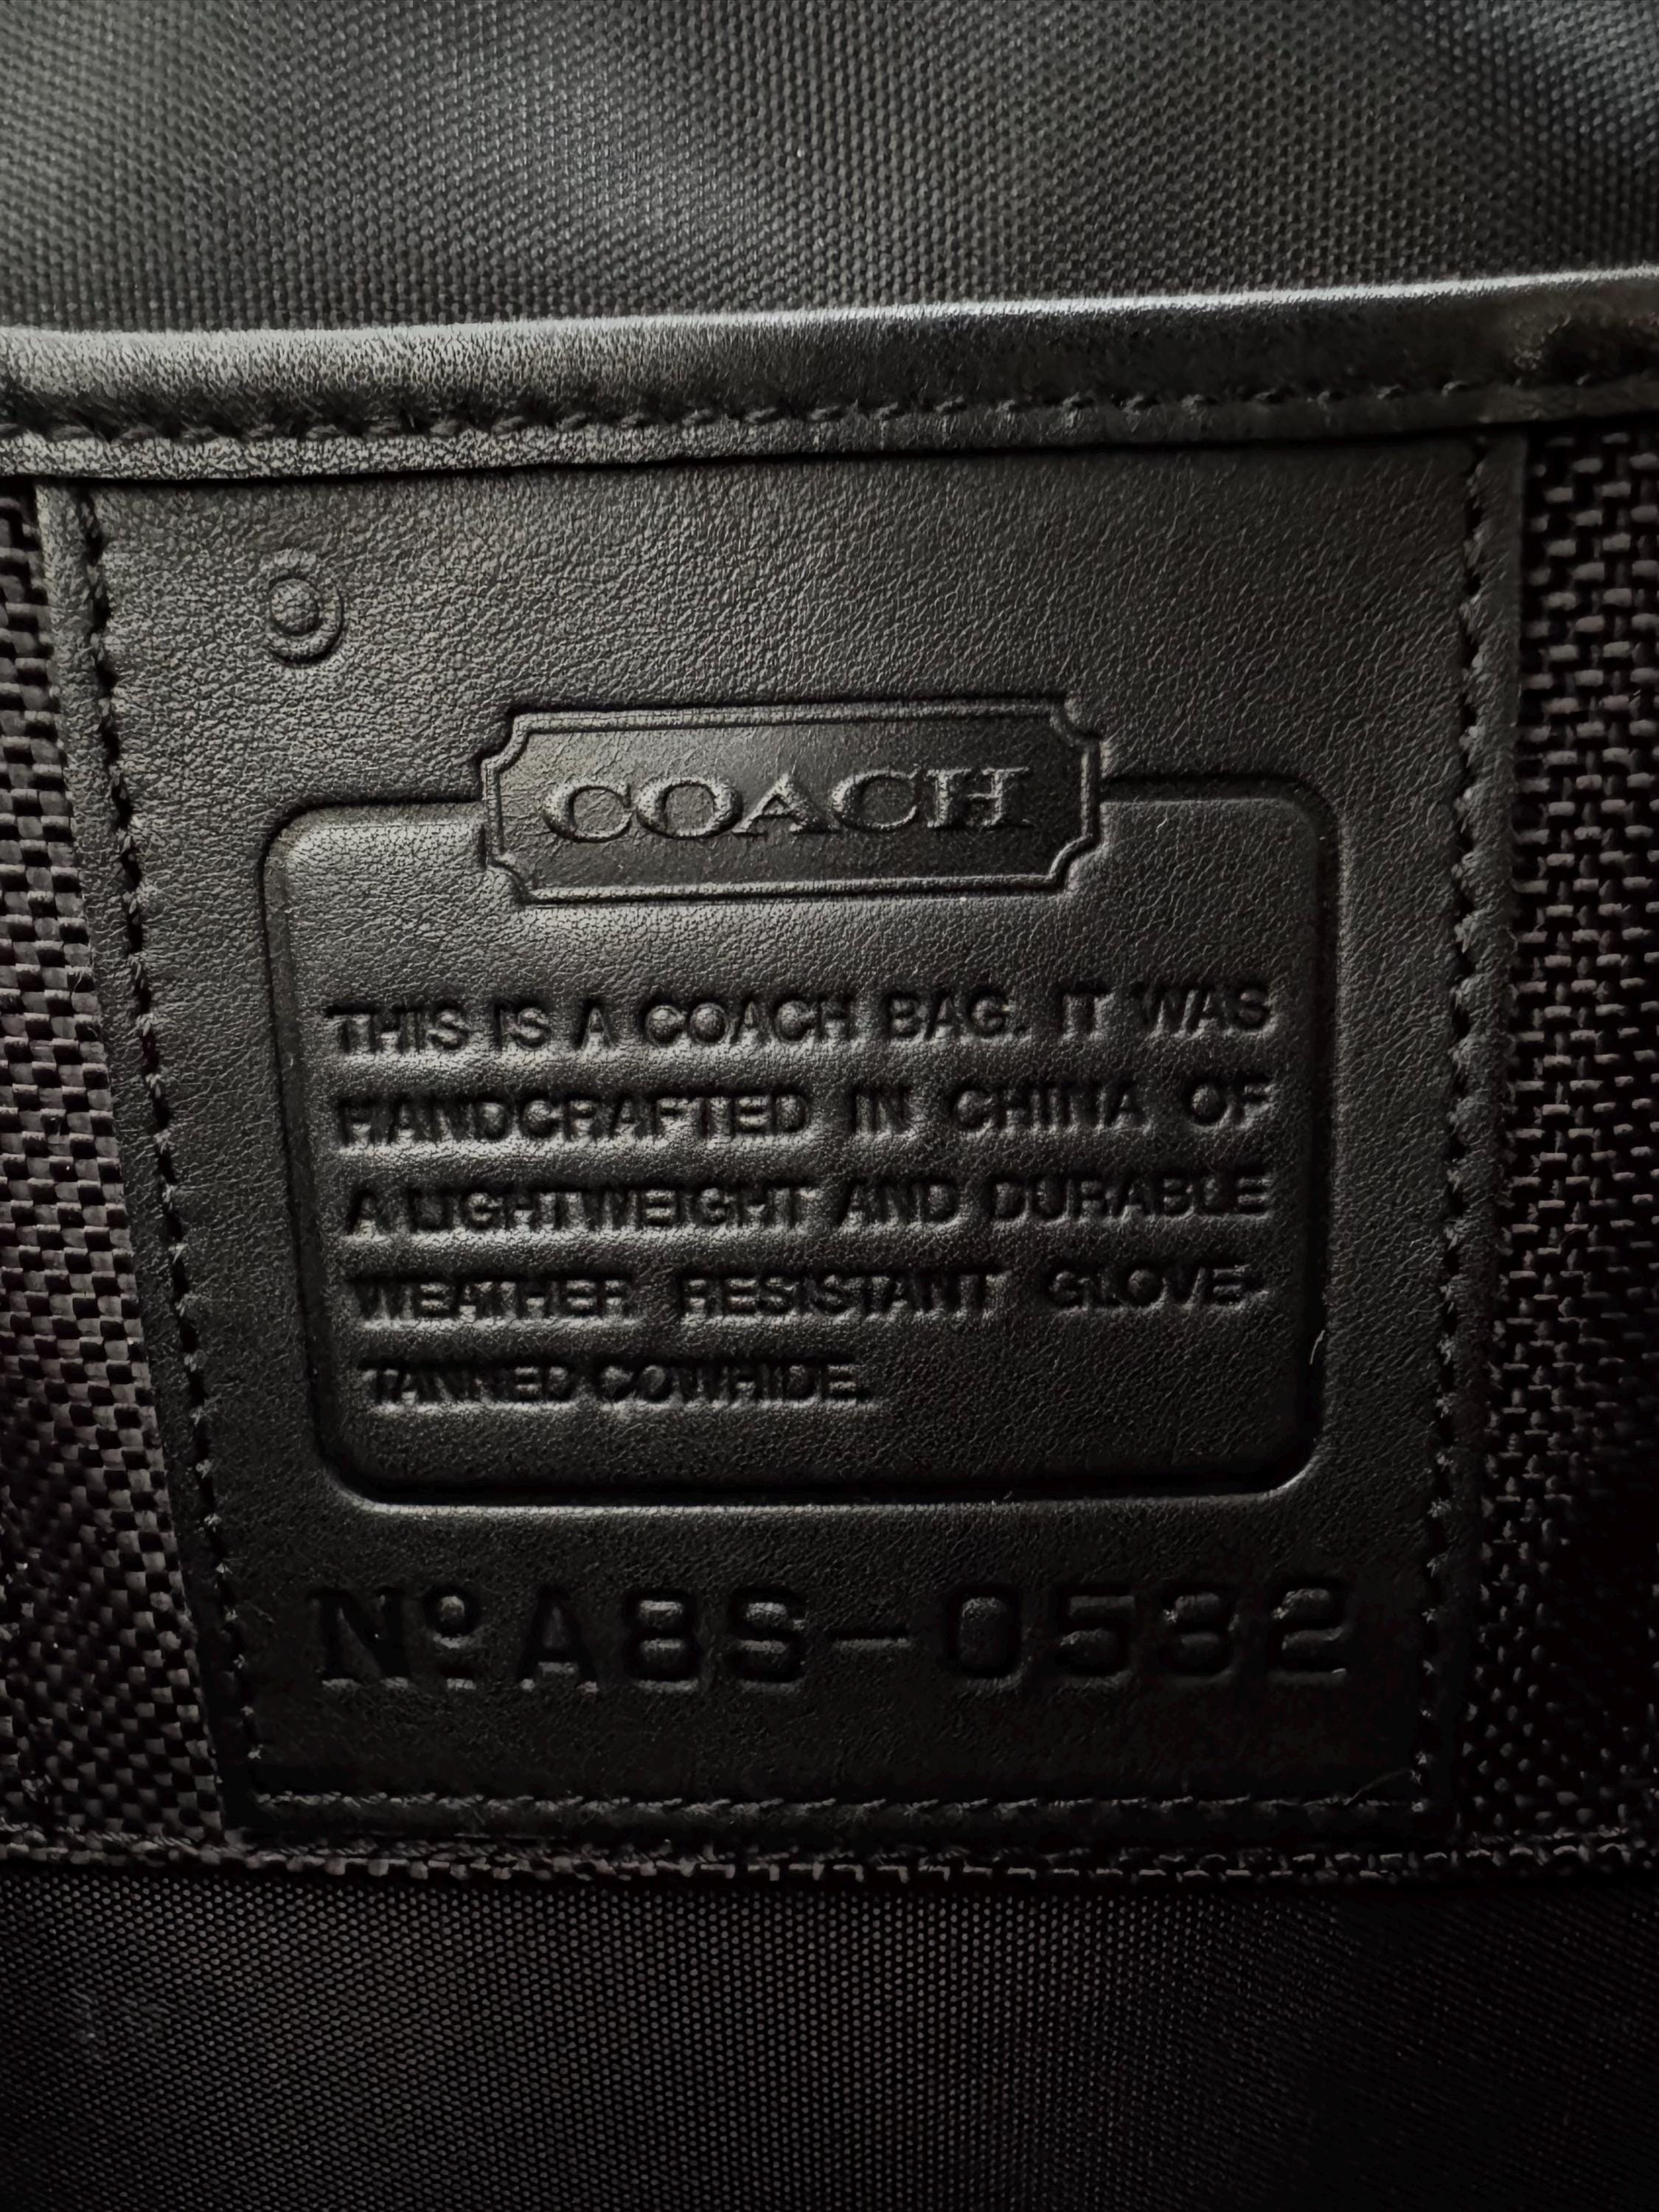 COACH
THIS IS A COACH BAG. IT WAS
HANDCRAFTED IN CHINA, OF
A LIGHTWEIGHT AND DURABLE
WEATHER RESISTANT GLOVE-
TANNED COWHIDE.
Nº A8S-0582